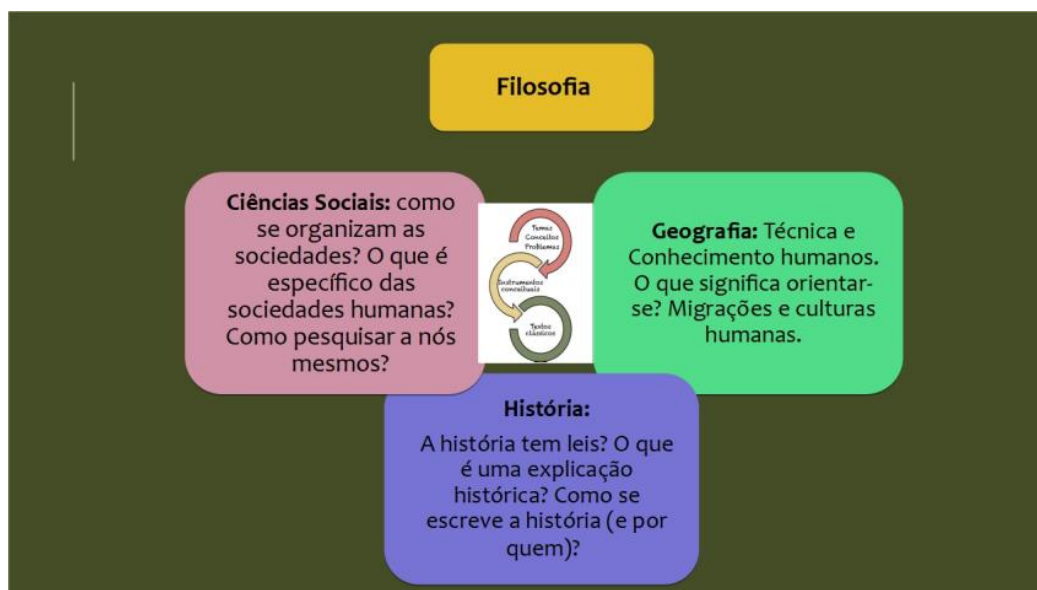 Filosofia
Ciências Sociais: como
se organizam as
sociedades? O que é
específico das
sociedades humanas?
Como pesquisar a nós
mesmos?
Temas
Conceitos
Problemas
Instrumentos
conceituais
Textos
clássicos
Geografia: Técnica e
Conhecimento humanos.
O que significa orientar-
se? Migrações e culturas
humanas.
História:
A história tem leis? O que
é uma explicação
histórica? Como se
escreve a história (e por
quem)?